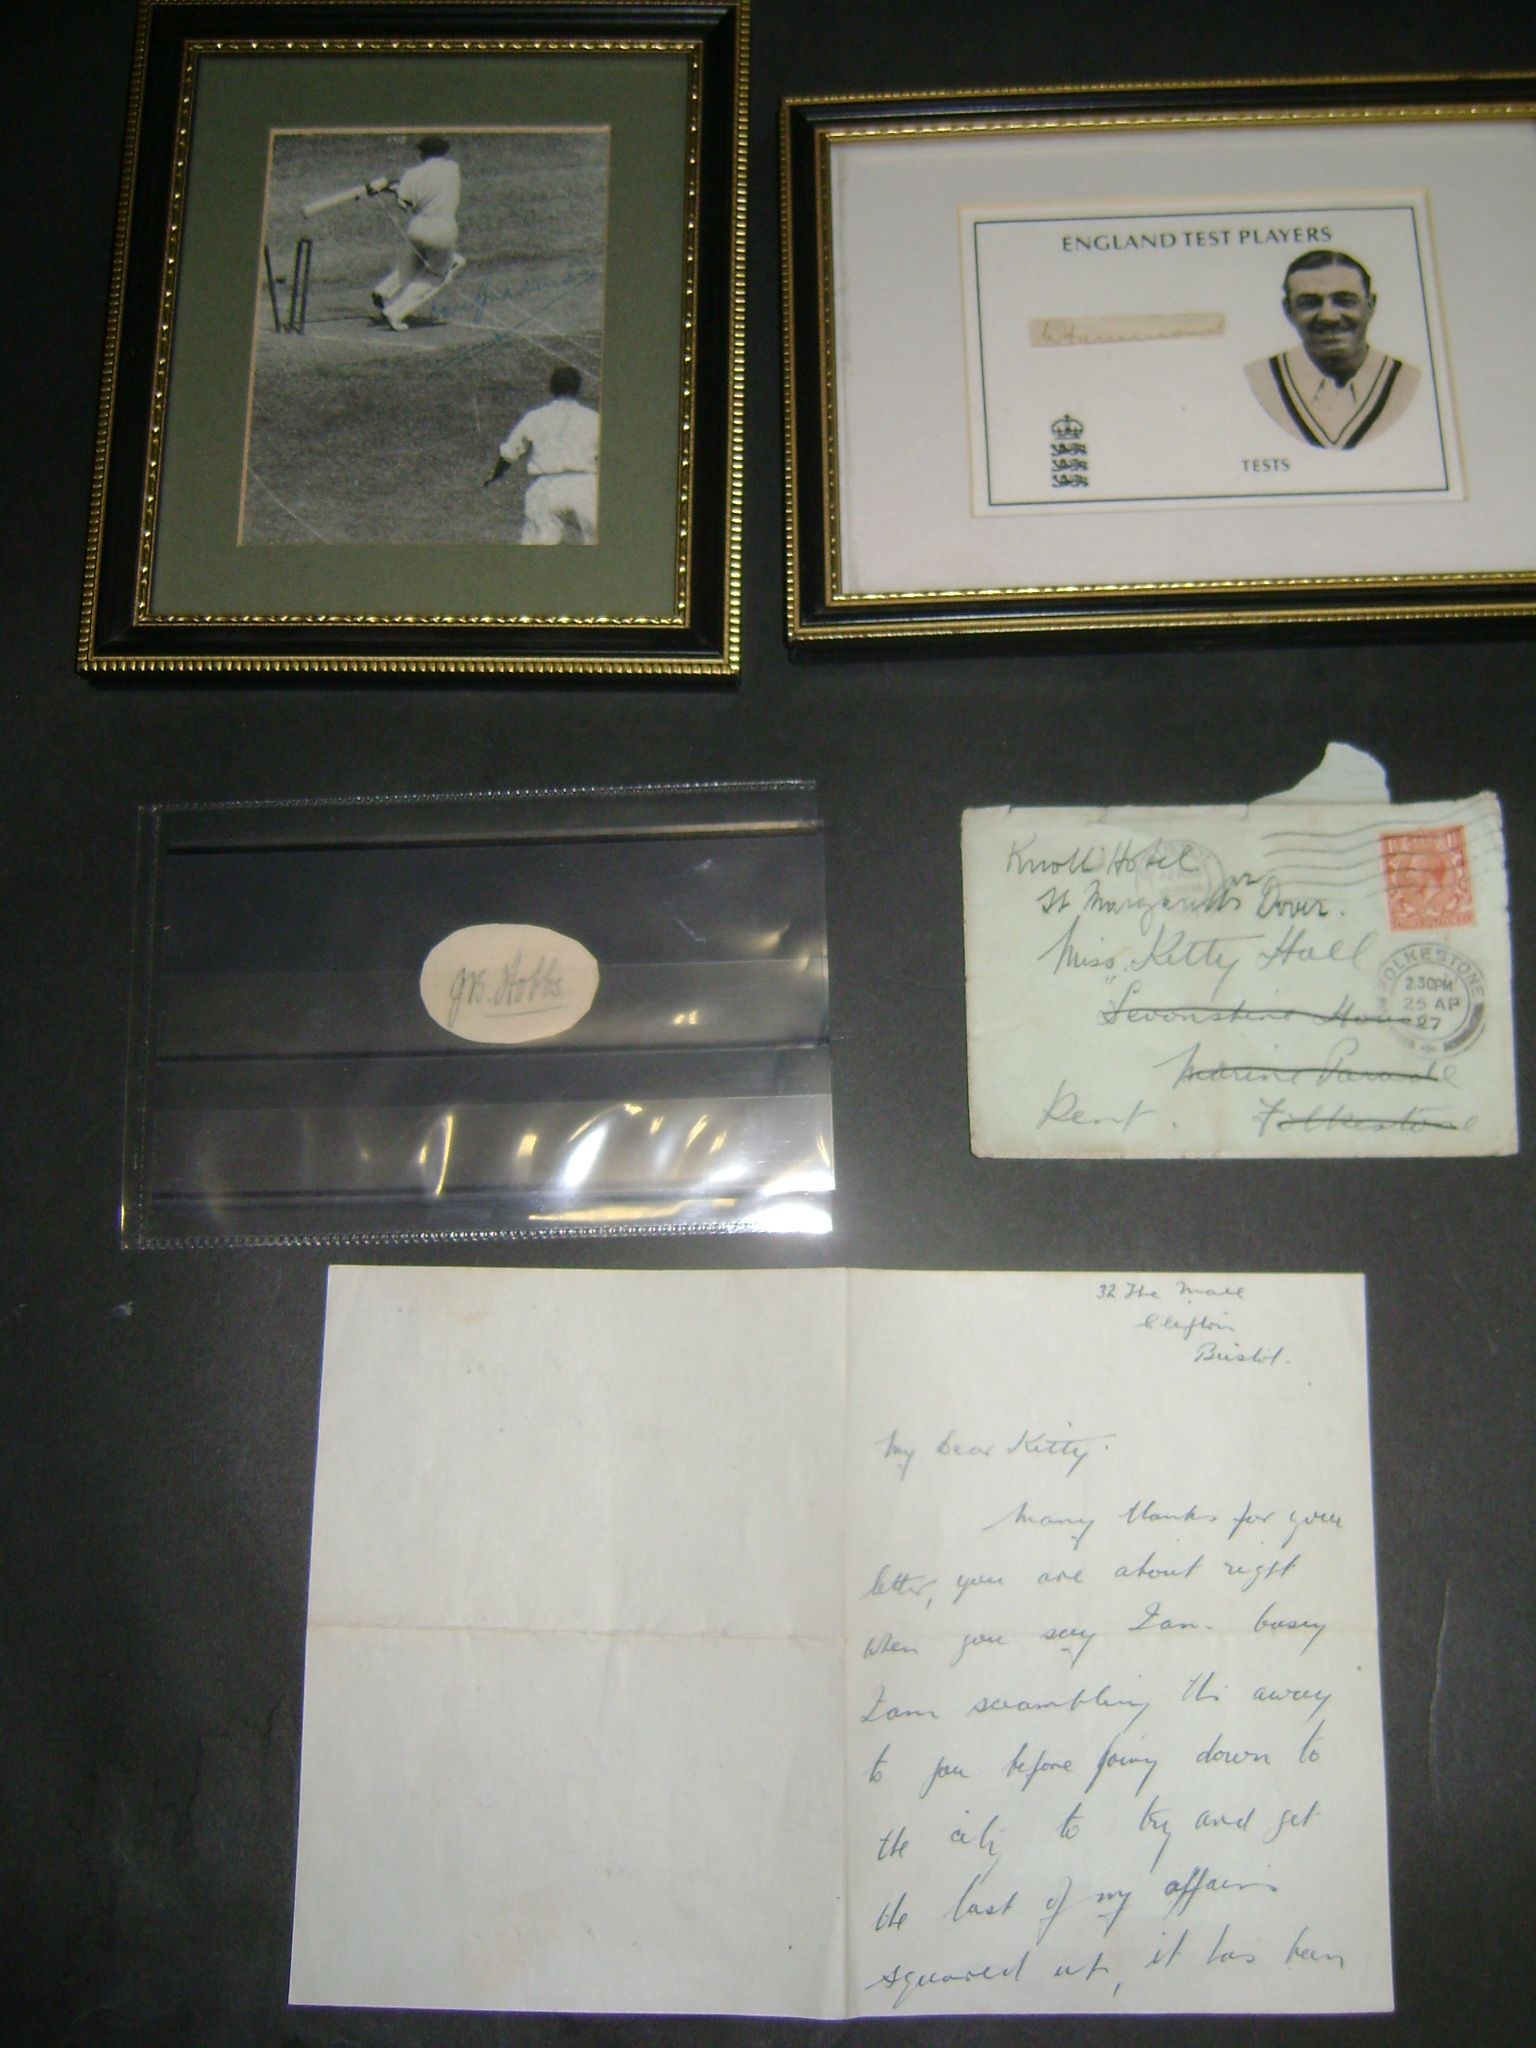 ENGLAND TEST PLAYERS
W Hammond
TESTS
JB. Hobbs
Knoll Hotel
St Margarets Dover.
Miss. Kitty Hall
Devonshire House
Marine Parade
Kent. Folkestone
FOLKESTONE
2.30PM
25 AP
27
32 The Mall
Clifton
Bristol.
My Dear Kitty.
Many thanks for your
letter, you are about right
when you say I am busy
I am scrambling this away
to you before going down to
the city to try and get
the last of my affairs
squared up, it has been